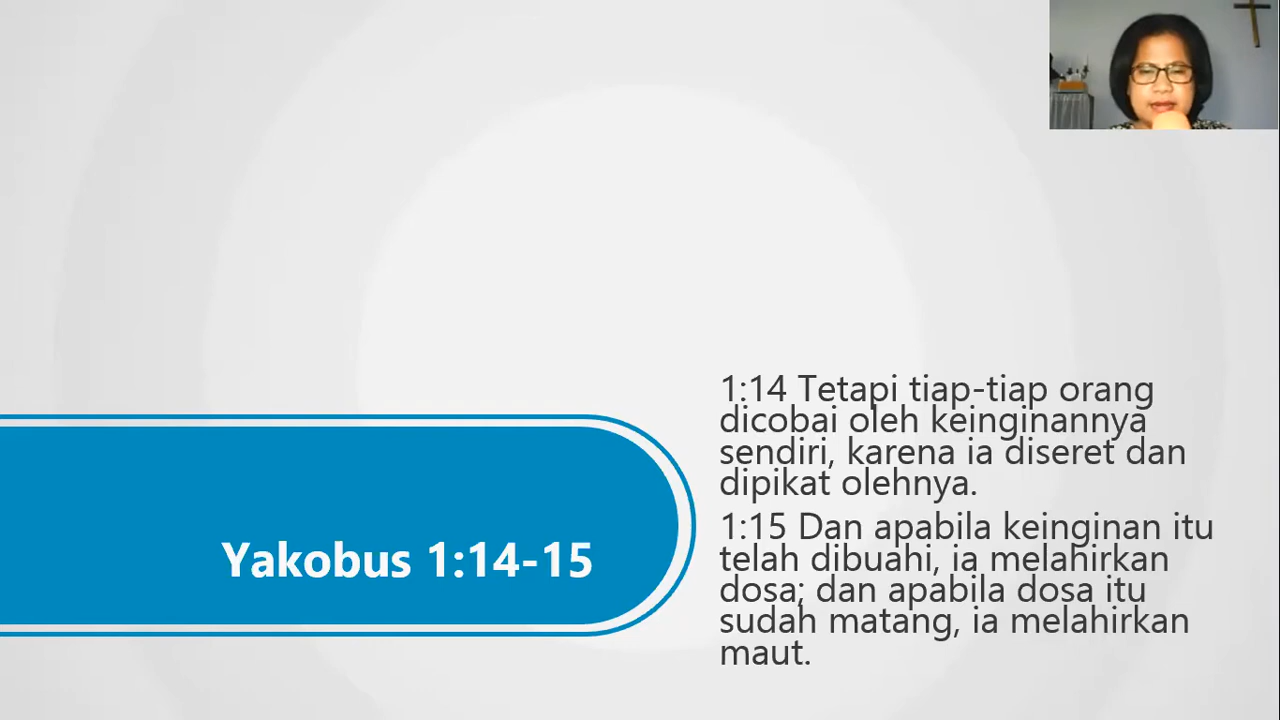 Yakobus 1:14-15
1:14 Tetapi tiap-tiap orang
dicobai oleh keinginannya
sendiri, karena ia diseret dan
dipikat olehnya.
1:15 Dan apabila keinginan itu
telah dibuahi, ia melahirkan
dosa; dan apabila dosa itu
sudah matang, ia melahirkan
maut.